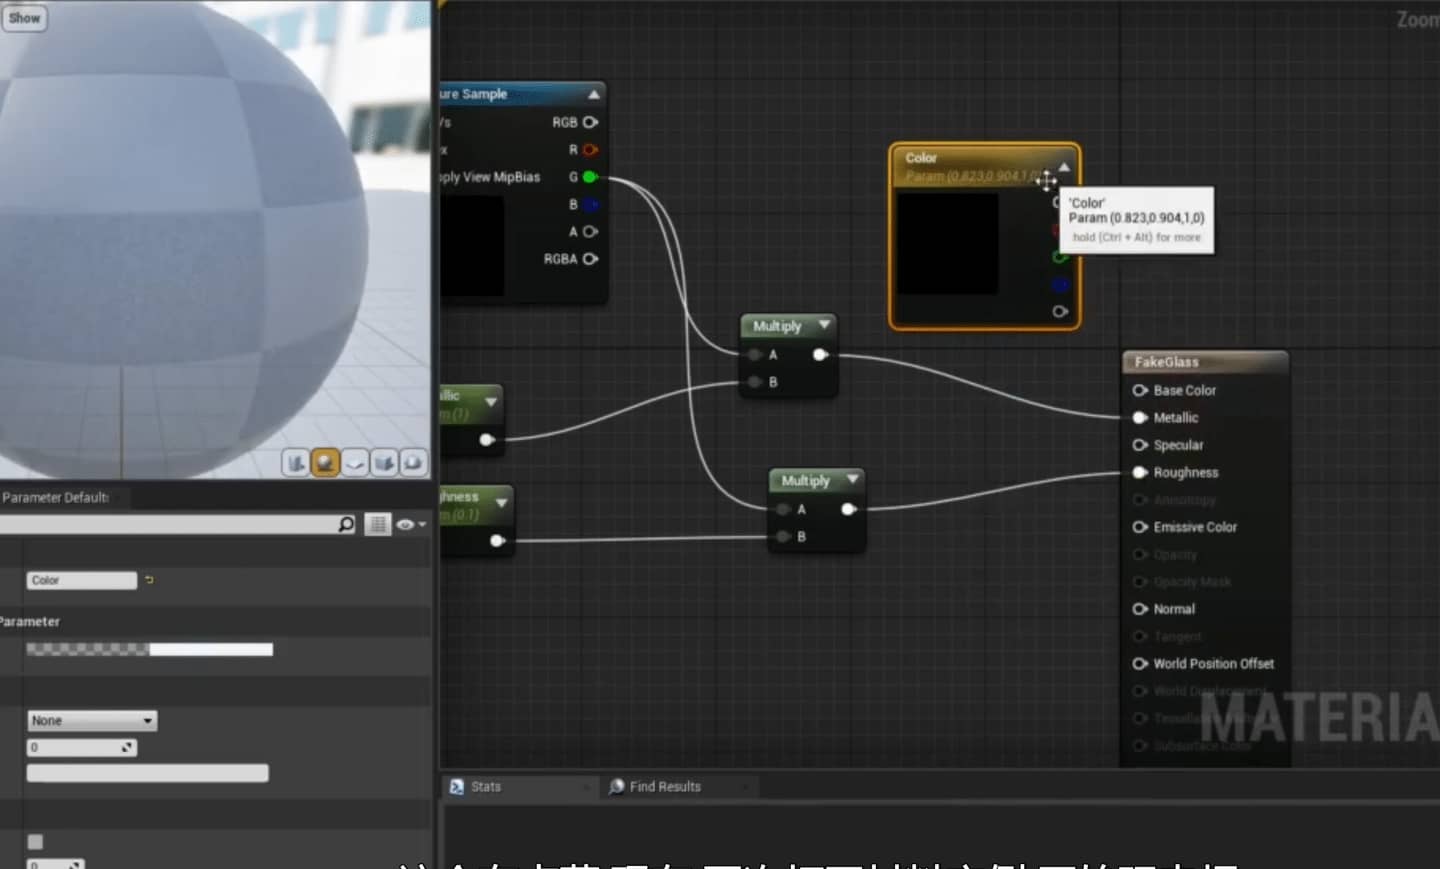 Show
Zoom
ure Sample
RGB
R
pply View MipBias
G
B
A
RGBA
Color
Param (0.823,0.904,1,0)
'Color'
Param (0.823,0.904,1,0)
hold (Ctrl + Alt) for more
Multiply
A
B
llic
m (1)
FakeGlass
Base Color
Metallic
Specular
Roughness
Anisotropy
Emissive Color
Opacity
Opacity Mask
Normal
Tangent
World Position Offset
World Displacement
Subsurface Color
MATERIA
Multiply
A
B
ghness
m (0.1)
Parameter Default
Color
Parameter
None
0
0
Stats
Find Results